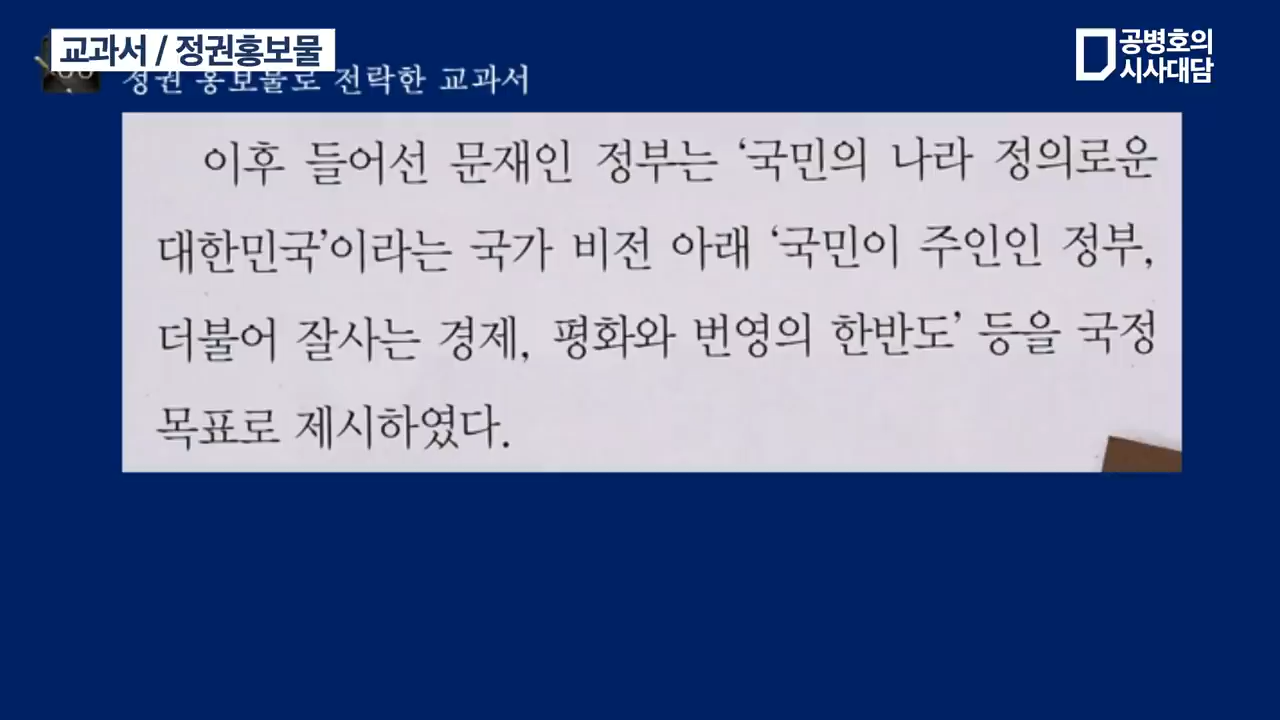 교과서 / 정권홍보물
공병호의
시사대담
정권 홍보물로 전락한 교과서
이후 들어선 문재인 정부는 ‘국민의 나라 정의로운
대한민국’이라는 국가 비전 아래 ‘국민이 주인인 정부,
더불어 잘사는 경제, 평화와 번영의 한반도’ 등을 국정
목표로 제시하였다.